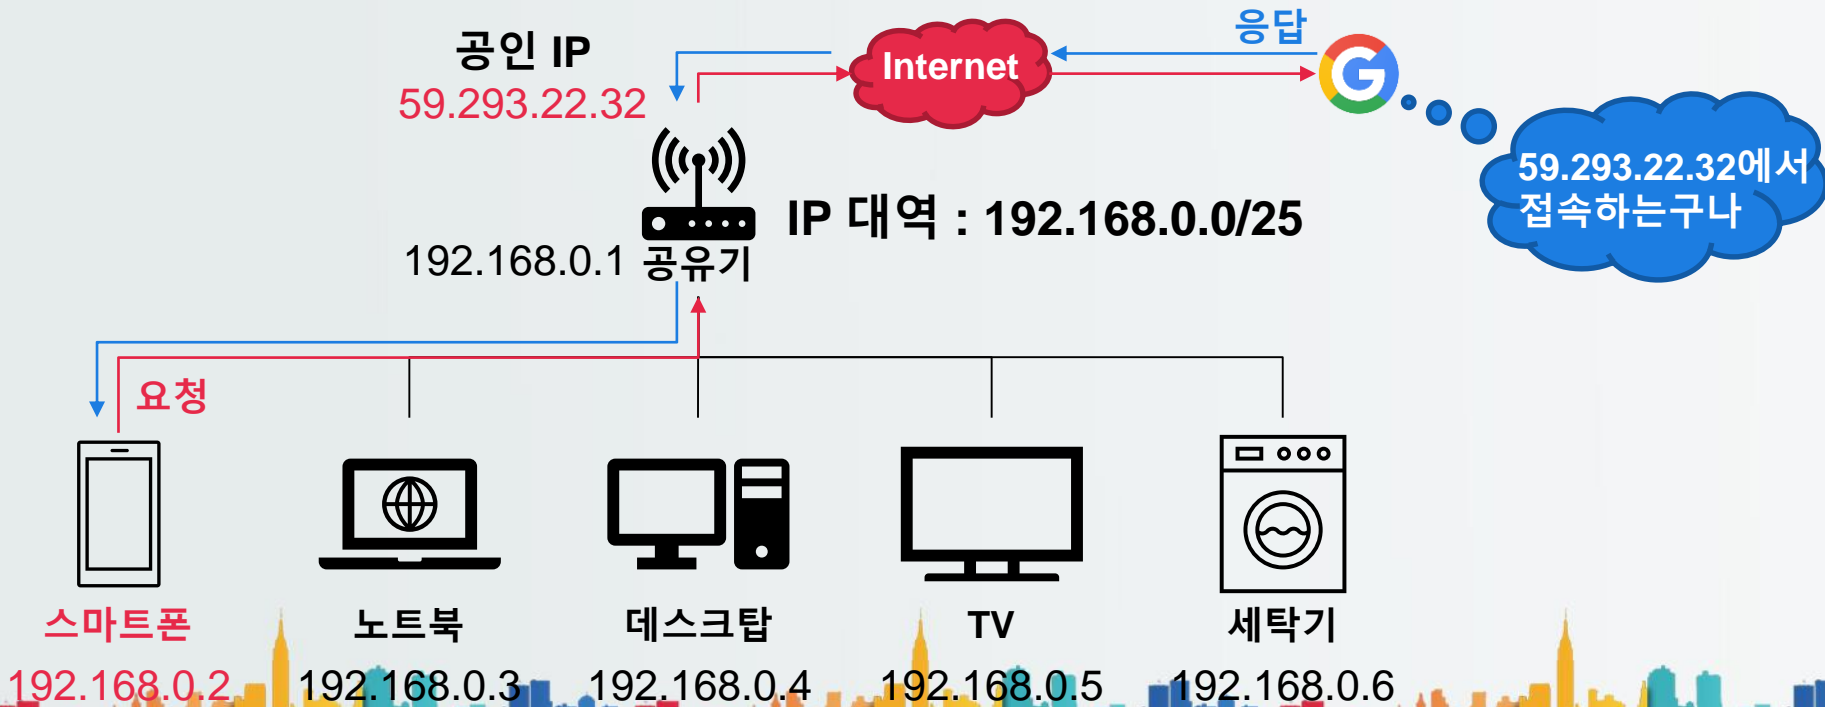 공인 IP
59.293.22.32
Internet
응답
G
59.293.22.32에서
접속하는구나
IP 대역 : 192.168.0.0/25
192.168.0.1 공유기
요청
스마트폰 노트북 데스크탑 TV 세탁기
192.168.0.2 192.168.0.3 192.168.0.4 192.168.0.5 192.168.0.6